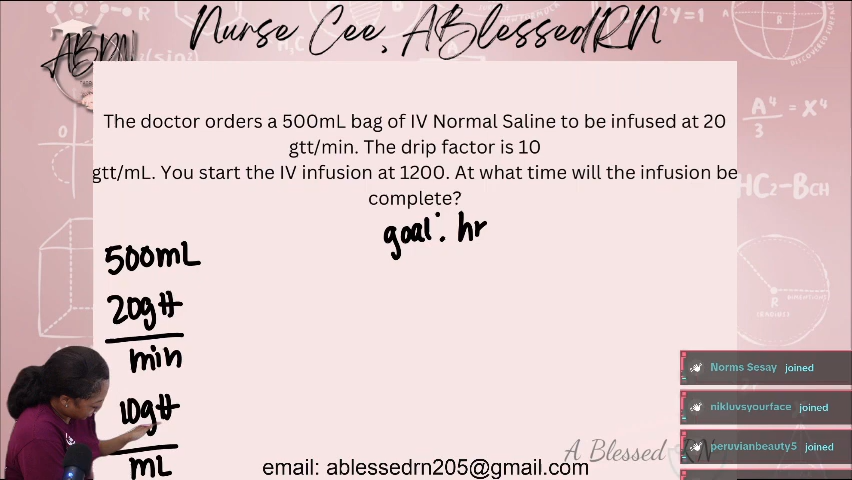 Nurse Cee, ABlessedRN
ABRN
The doctor orders a 500mL bag of IV Normal Saline to be infused at 20
gtt/min. The drip factor is 10
gtt/mL. You start the IV infusion at 1200. At what time will the infusion be
complete?
goal: hr
500mL
20gtt
min
10gtt
mL
Norms Sesay joined
nikluvsyourface joined
peruvianbeauty5 joined
A Blessed RN
email: ablessedrn205@gmail.com